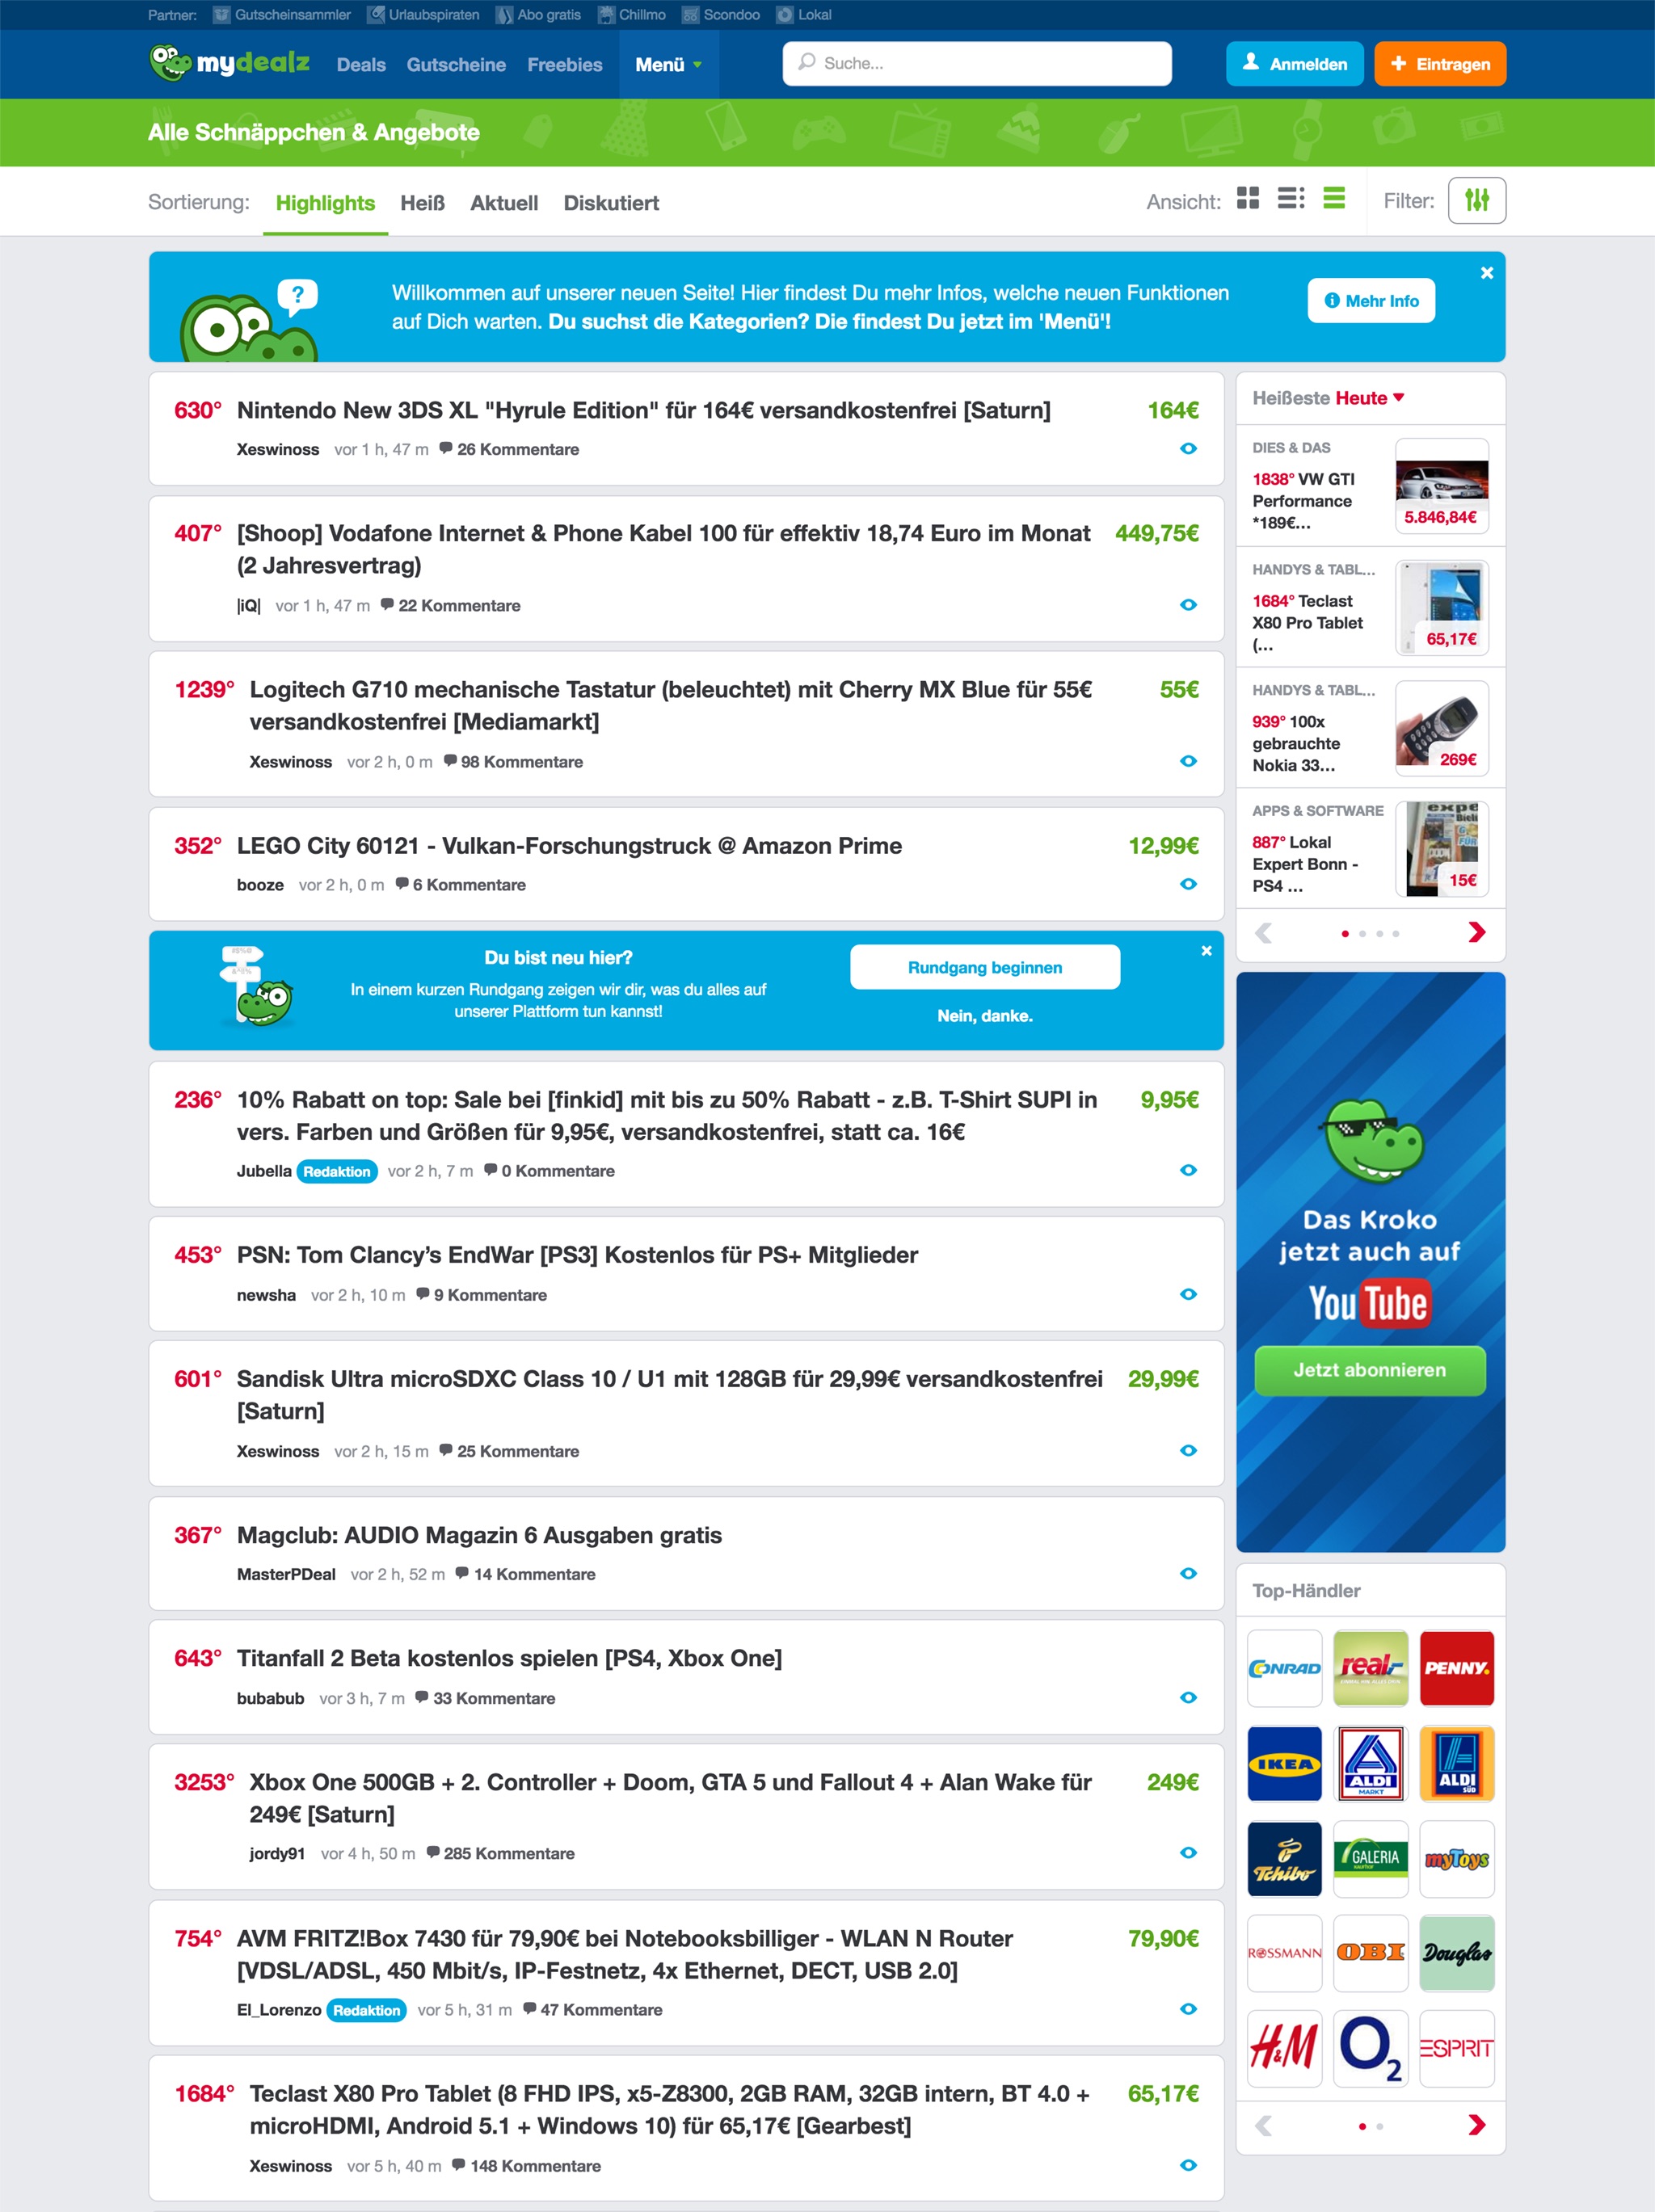 Partner: Gutscheinsammler Urlaubspiraten Abo gratis Chillmo Scondoo Lokal
mydealz Deals Gutscheine Freebies Menü Suche... Anmelden Eintragen
Alle Schnäppchen & Angebote
Sortierung: Highlights Heiß Aktuell Diskutiert Ansicht: Filter:
?
Willkommen auf unserer neuen Seite! Hier findest Du mehr Infos, welche neuen Funktionen
auf Dich warten. Du suchst die Kategorien? Die findest Du jetzt im 'Menü'!
Mehr Info
630° Nintendo New 3DS XL "Hyrule Edition" für 164€ versandkostenfrei [Saturn] 164€
Xeswinoss vor 1 h, 47 m 26 Kommentare
407° [Shoop] Vodafone Internet & Phone Kabel 100 für effektiv 18,74 Euro im Monat 449,75€
(2 Jahresvertrag)
|iQ| vor 1 h, 47 m 22 Kommentare
1239° Logitech G710 mechanische Tastatur (beleuchtet) mit Cherry MX Blue für 55€ 55€
versandkostenfrei [Mediamarkt]
Xeswinoss vor 2 h, 0 m 98 Kommentare
352° LEGO City 60121 - Vulkan-Forschungstruck @ Amazon Prime 12,99€
booze vor 2 h, 0 m 6 Kommentare
Du bist neu hier?
In einem kurzen Rundgang zeigen wir dir, was du alles auf
unserer Plattform tun kannst!
Rundgang beginnen
Nein, danke.
236° 10% Rabatt on top: Sale bei [finkid] mit bis zu 50% Rabatt - z.B. T-Shirt SUPI in 9,95€
vers. Farben und Größen für 9,95€, versandkostenfrei, statt ca. 16€
Jubella Redaktion vor 2 h, 7 m 0 Kommentare
453° PSN: Tom Clancy’s EndWar [PS3] Kostenlos für PS+ Mitglieder
newsha vor 2 h, 10 m 9 Kommentare
601° Sandisk Ultra microSDXC Class 10 / U1 mit 128GB für 29,99€ versandkostenfrei 29,99€
[Saturn]
Xeswinoss vor 2 h, 15 m 25 Kommentare
367° Magclub: AUDIO Magazin 6 Ausgaben gratis
MasterPDeal vor 2 h, 52 m 14 Kommentare
643° Titanfall 2 Beta kostenlos spielen [PS4, Xbox One]
bubabub vor 3 h, 7 m 33 Kommentare
3253° Xbox One 500GB + 2. Controller + Doom, GTA 5 und Fallout 4 + Alan Wake für 249€
249€ [Saturn]
jordy91 vor 4 h, 50 m 285 Kommentare
754° AVM FRITZ!Box 7430 für 79,90€ bei Notebooksbilliger - WLAN N Router 79,90€
[VDSL/ADSL, 450 Mbit/s, IP-Festnetz, 4x Ethernet, DECT, USB 2.0]
El_Lorenzo Redaktion vor 5 h, 31 m 47 Kommentare
1684° Teclast X80 Pro Tablet (8 FHD IPS, x5-Z8300, 2GB RAM, 32GB intern, BT 4.0 + 65,17€
microHDMI, Android 5.1 + Windows 10) für 65,17€ [Gearbest]
Xeswinoss vor 5 h, 40 m 148 Kommentare
Heißeste Heute
DIES & DAS
1838° VW GTI
Performance
*189€...
5.846,84€
HANDYS & TABL...
1684° Teclast
X80 Pro Tablet
(...
65,17€
HANDYS & TABL...
939° 100x
gebrauchte
Nokia 33...
269€
APPS & SOFTWARE
887° Lokal
Expert Bonn -
PS4 ...
15€
Das Kroko
jetzt auch auf
YouTube
Jetzt abonnieren
Top-Händler
CONRAD real,- PENNY.
IKEA ALDI MARKT ALDI SÜD
Tchibo GALERIA myToys
ROSSMANN OBI Douglas
H&M O2 ESPRIT